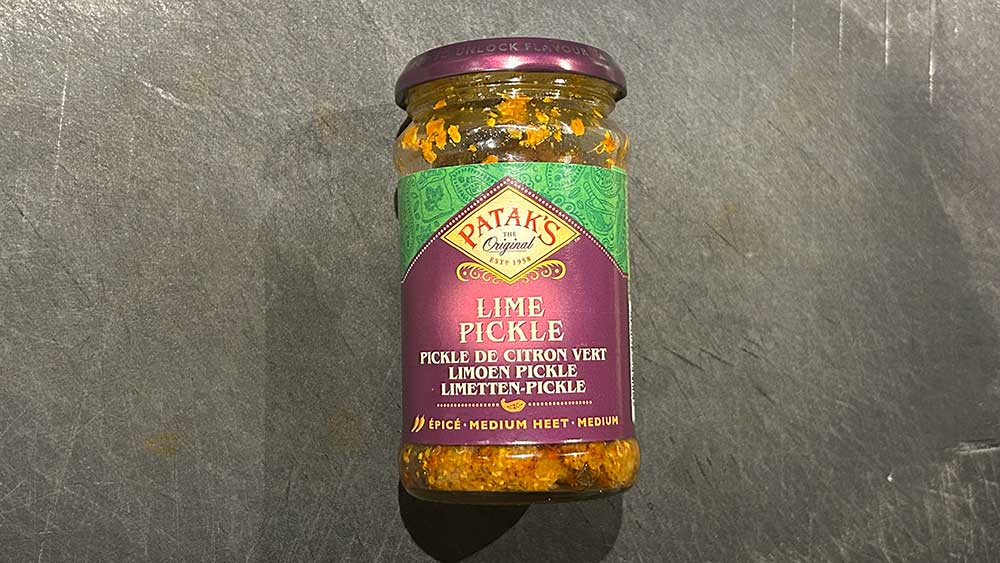 UNLOCK FLAVOUR
PATAK'S
THE
Original
ESTD 1958
LIME
PICKLE
PICKLE DE CITRON VERT
LIMOEN PICKLE
LIMETTEN-PICKLE
ÉPICÉ · MEDIUM HEET · MEDIUM